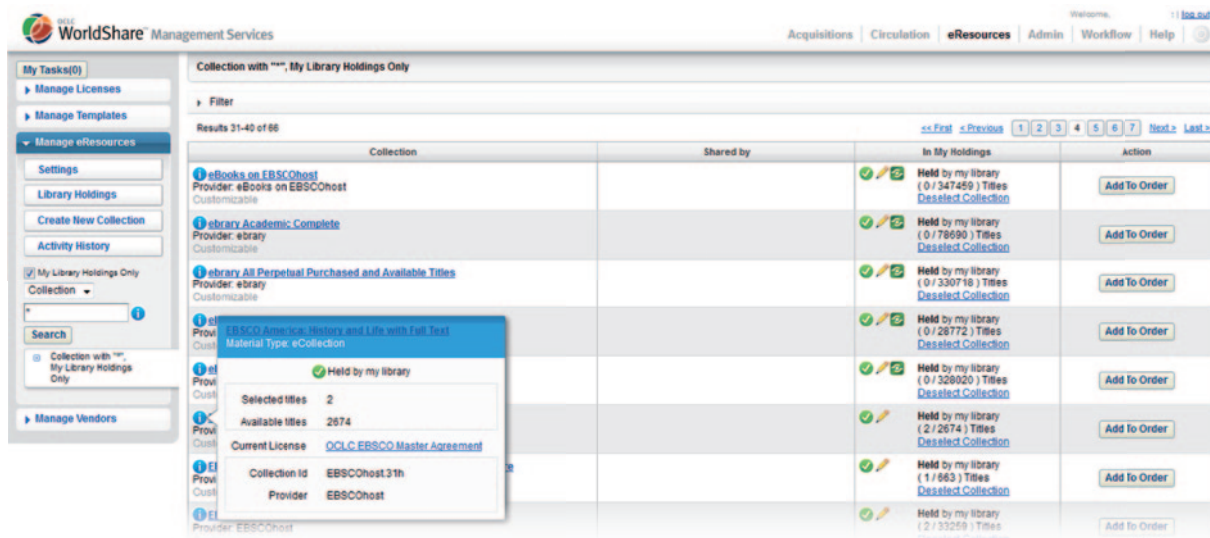 OCLC
WorldShare™ Management Services
Welcome, | log out
Acquisitions | Circulation | eResources | Admin | Workflow | Help
My Tasks(0)
Manage Licenses
Manage Templates
Manage eResources
Settings
Library Holdings
Create New Collection
Activity History
My Library Holdings Only
Collection
*
Search
Collection with "*",
My Library Holdings
Only
Manage Vendors
Collection with "*", My Library Holdings Only
Filter
Results 31-40 of 66
<< First < Previous 1 2 3 4 5 6 7 Next > Last >
Collection Shared by In My Holdings Action
eBooks on EBSCOhost
Provider: eBooks on EBSCOhost
Customizable
Held by my library
( 0 / 347459 ) Titles
Deselect Collection
Add To Order
ebrary Academic Complete
Provider: ebrary
Customizable
Held by my library
( 0 / 78690 ) Titles
Deselect Collection
Add To Order
ebrary All Perpetual Purchased and Available Titles
Provider: ebrary
Customizable
Held by my library
( 0 / 330718 ) Titles
Deselect Collection
Add To Order
Held by my library
( 0 / 28772 ) Titles
Deselect Collection
Add To Order
Held by my library
( 0 / 328020 ) Titles
Deselect Collection
Add To Order
Held by my library
( 2 / 2674 ) Titles
Deselect Collection
Add To Order
Held by my library
( 1 / 663 ) Titles
Deselect Collection
Add To Order
Provider: EBSCOhost
Held by my library
( 2 / 33259 ) Titles
Deselect Collection
Add To Order
EBSCO America: History and Life with Full Text
Material Type: eCollection
Held by my library
Selected titles 2
Available titles 2674
Current License OCLC EBSCO Master Agreement
Collection Id EBSCOhost.31h
Provider EBSCOhost